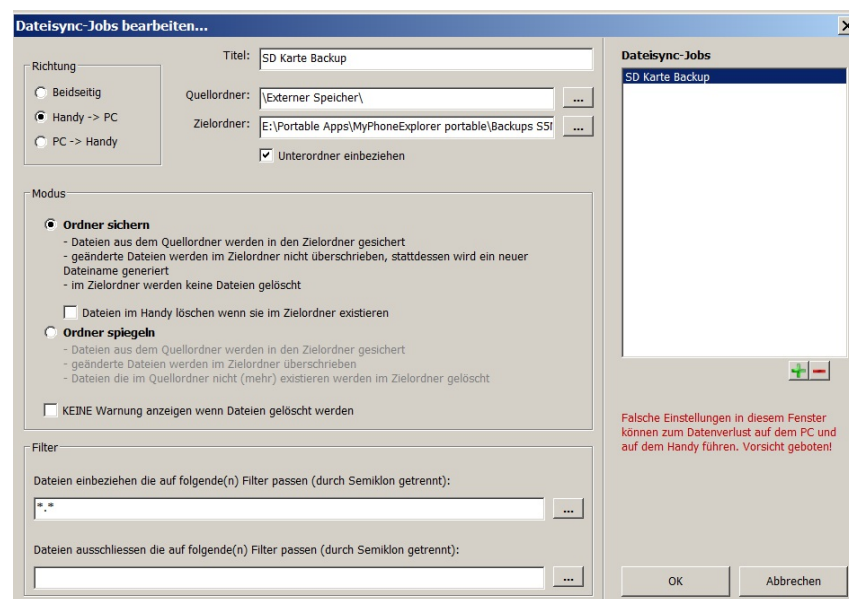 Dateisync-Jobs bearbeiten...
Richtung
Beidseitig
Handy -> PC
PC -> Handy
Titel: SD Karte Backup
Quellordner: \Externer Speicher\ ...
Zielordner: E:\Portable Apps\MyPhoneExplorer portable\Backups ...
Unterordner einbeziehen
Modus
Ordner sichern
- Dateien aus dem Quellordner werden in den Zielordner gesichert
- geänderte Dateien werden im Zielordner nicht überschrieben, stattdessen wird ein neuer
Dateiname generiert
- im Zielordner werden keine Dateien gelöscht
Dateien im Handy löschen wenn sie im Zielordner existieren
Ordner spiegeln
- Dateien aus dem Quellordner werden in den Zielordner gesichert
- geänderte Dateien werden im Zielordner überschrieben
- Dateien die im Quellordner nicht (mehr) existieren werden im Zielordner gelöscht
KEINE Warnung anzeigen wenn Dateien gelöscht werden
Filter
Dateien einbeziehen die auf folgende(n) Filter passen (durch Semiklon getrennt):
*.* ...
Dateien ausschliessen die auf folgende(n) Filter passen (durch Semiklon getrennt):
...
Dateisync-Jobs
SD Karte Backup
Falsche Einstellungen in diesem Fenster
können zum Datenverlust auf dem PC und
auf dem Handy führen. Vorsicht geboten!
OK Abbrechen